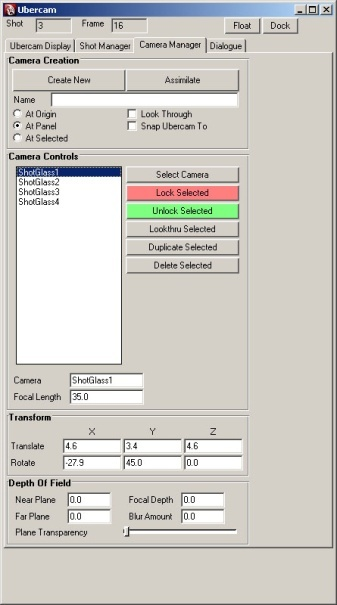 Ubercam
Shot 3 Frame 16 Float Dock
Ubercam Display Shot Manager Camera Manager Dialogue
Camera Creation
Create New Assimilate
Name
At Origin Look Through
At Panel Snap Ubercam To
At Selected
Camera Controls
ShotGlass1 Select Camera
ShotGlass2
ShotGlass3 Lock Selected
ShotGlass4
Unlock Selected
Lookthru Selected
Duplicate Selected
Delete Selected
Camera ShotGlass1
Focal Length 35.0
Transform
X Y Z
Translate 4.6 3.4 4.6
Rotate -27.9 45.0 0.0
Depth Of Field
Near Plane 0.0 Focal Depth 0.0
Far Plane 0.0 Blur Amount 0.0
Plane Transparency